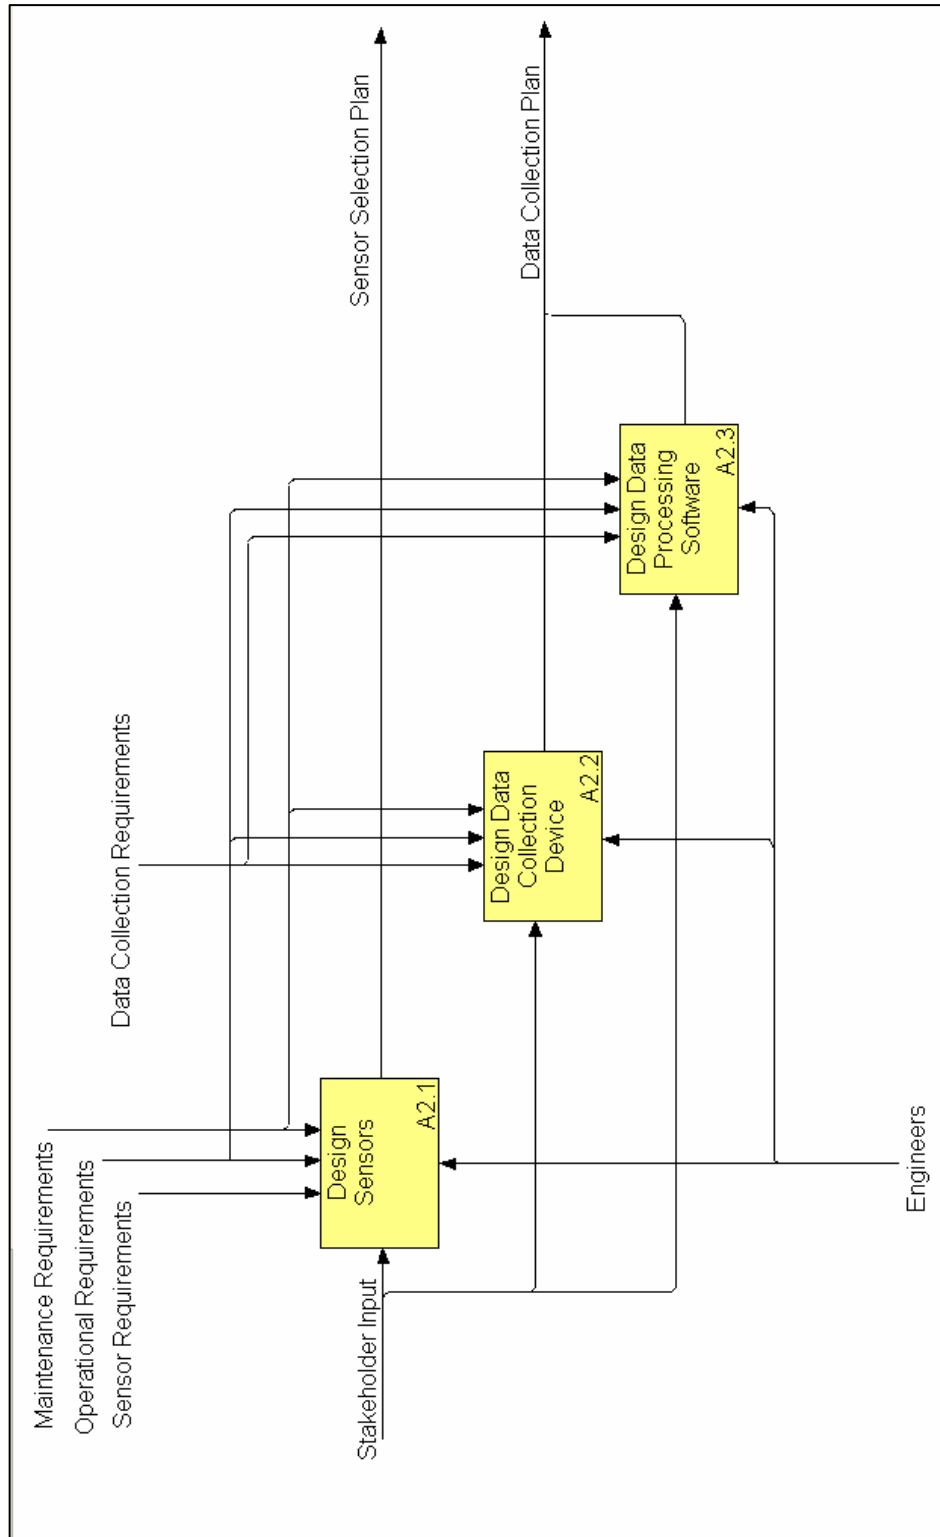 Maintenance Requirements
Operational Requirements
Sensor Requirements
Data Collection Requirements
Stakeholder Input
Design
Sensors
A2.1
Sensor Selection Plan
Design Data
Collection
Device
A2.2
Data Collection Plan
Design Data
Processing
Software
A2.3
Engineers